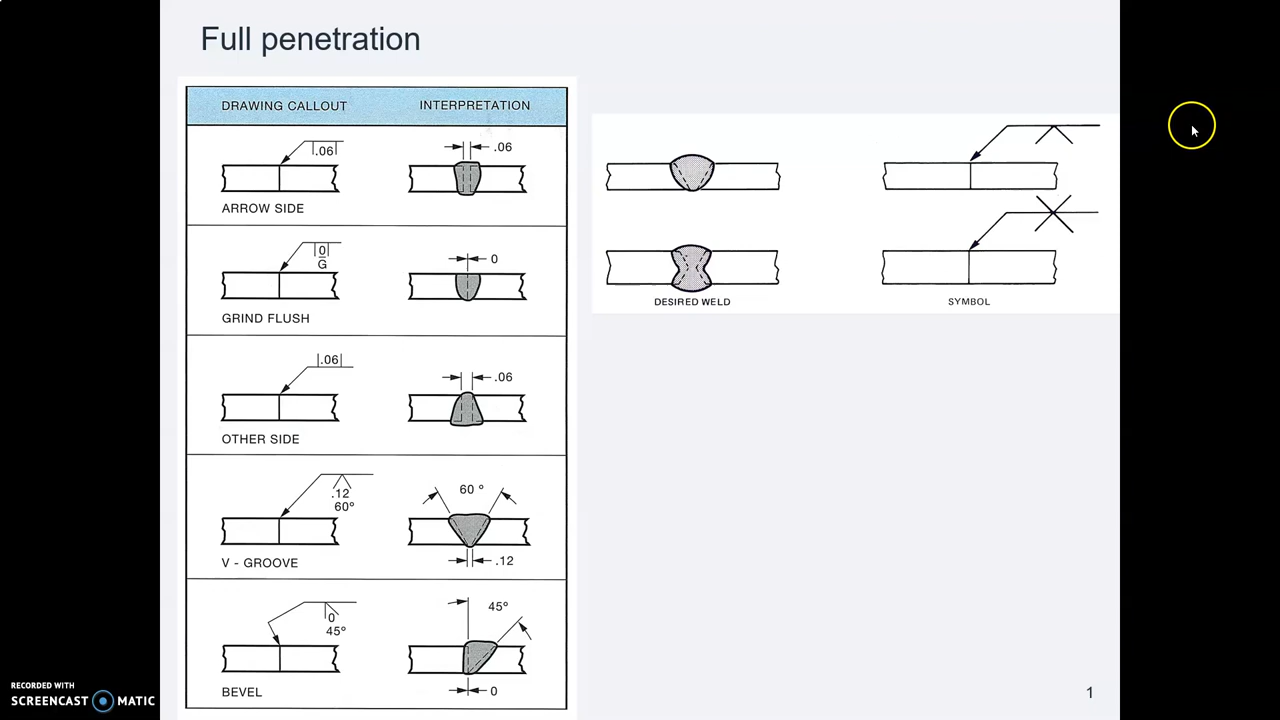 Full penetration
DRAWING CALLOUT
INTERPRETATION
.06
.06
ARROW SIDE
0
G
0
GRIND FLUSH
.06
.06
OTHER SIDE
.12
60°
60 °
.12
V - GROOVE
0
45°
45°
0
BEVEL
DESIRED WELD
SYMBOL
1
RECORDED WITH
SCREENCAST MATIC